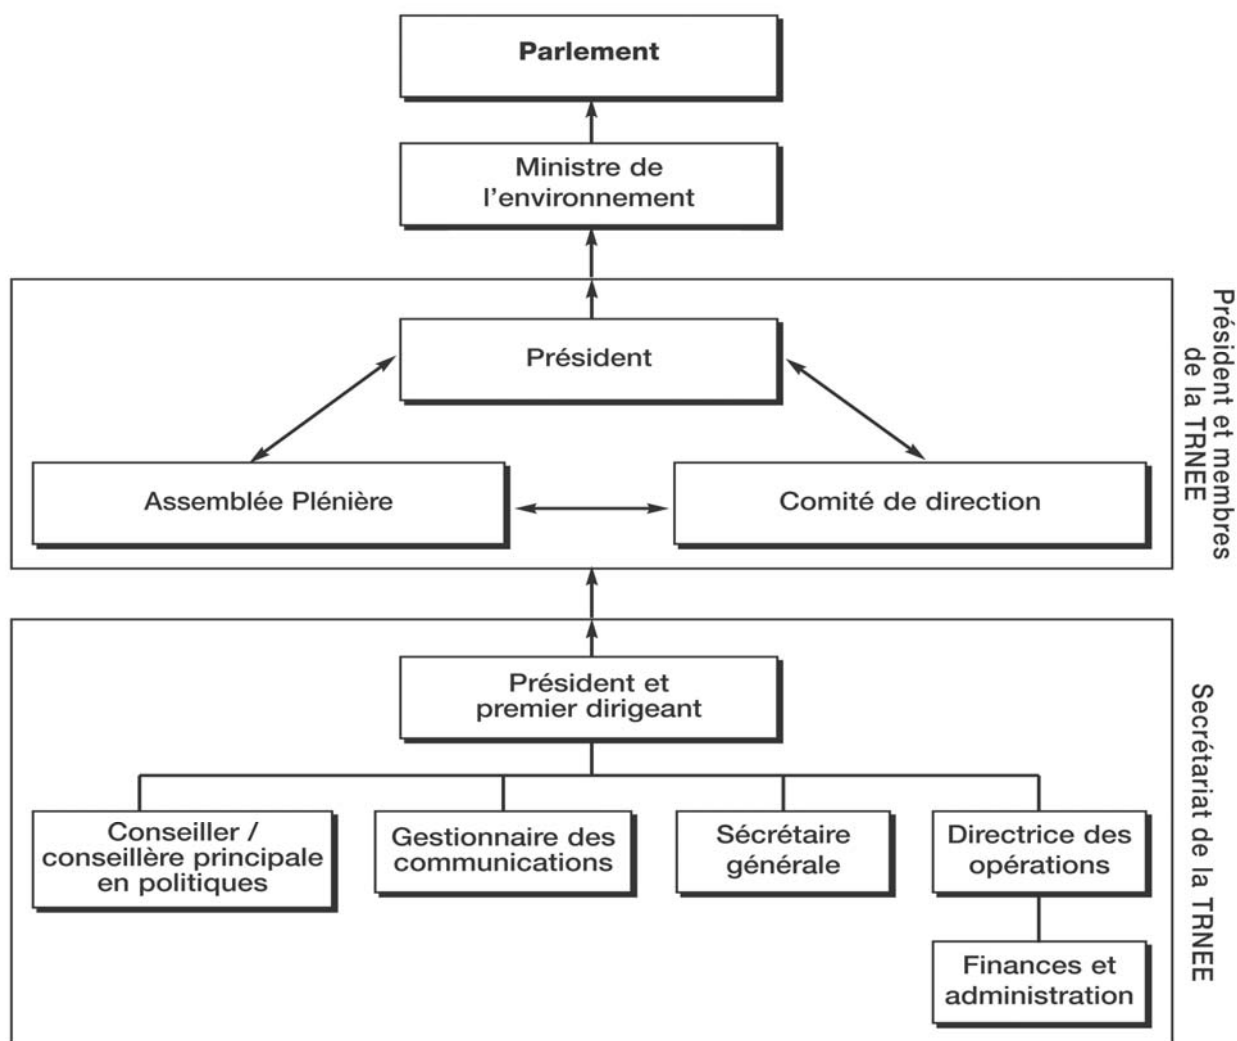 Parlement
Ministre de
l'environnement
Président
Assemblée Plénière
Comité de direction
Président et membres
de la TRNEE
Président et
premier dirigeant
Conseiller /
conseillère principale
en politiques
Gestionnaire des
communications
Sécrétaire
générale
Directrice des
opérations
Finances et
administration
Secrétariat de la TRNEE